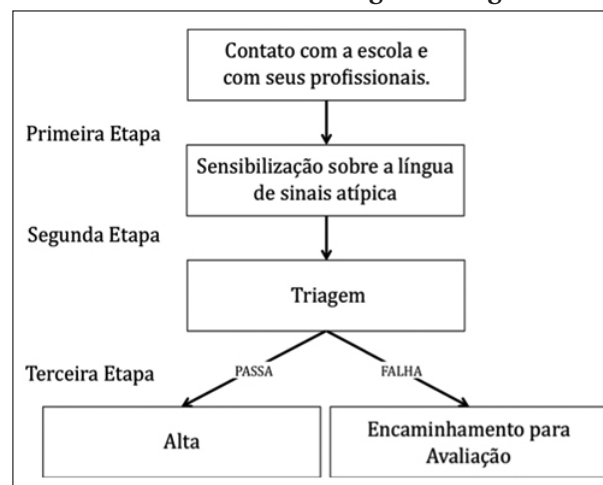 Contato com a escola e
com seus profissionais.
Primeira Etapa
Sensibilização sobre a língua
de sinais atípica
Segunda Etapa
Triagem
Terceira Etapa
PASSA
FALHA
Alta
Encaminhamento para
Avaliação